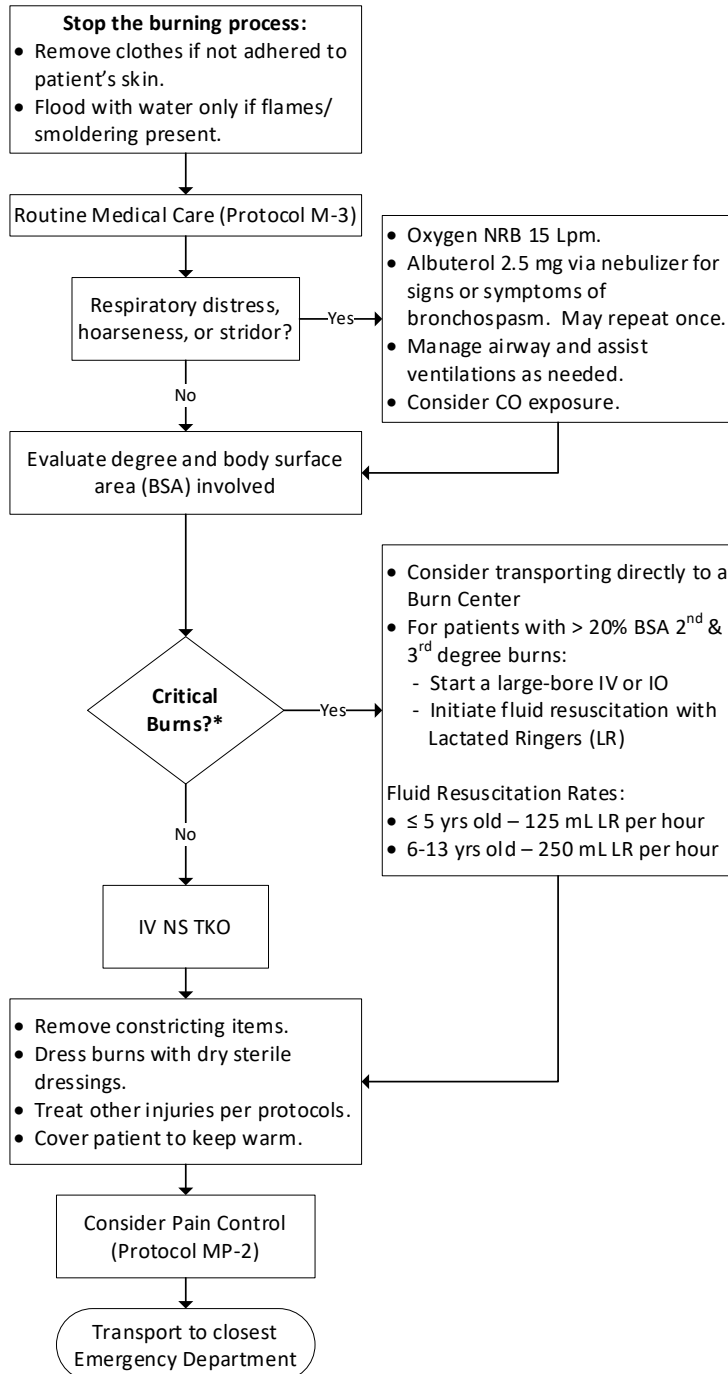 Stop the burning process:
• Remove clothes if not adhered to
patient’s skin.
• Flood with water only if flames/
smoldering present.
Routine Medical Care (Protocol M-3)
Respiratory distress,
hoarseness, or stridor?
Yes
• Oxygen NRB 15 Lpm.
• Albuterol 2.5 mg via nebulizer for
signs or symptoms of
bronchospasm.  May repeat once.
• Manage airway and assist
ventilations as needed.
• Consider CO exposure.
No
Evaluate degree and body surface
area (BSA) involved
Critical
Burns?*
Yes
• Consider transporting directly to a
Burn Center
• For patients with > 20% BSA 2nd &
3rd degree burns:
- Start a large-bore IV or IO
- Initiate fluid resuscitation with
Lactated Ringers (LR)
Fluid Resuscitation Rates:
• ≤ 5 yrs old – 125 mL LR per hour
• 6-13 yrs old – 250 mL LR per hour
No
IV NS TKO
• Remove constricting items.
• Dress burns with dry sterile
dressings.
• Treat other injuries per protocols.
• Cover patient to keep warm.
Consider Pain Control
(Protocol MP-2)
Transport to closest
Emergency Department